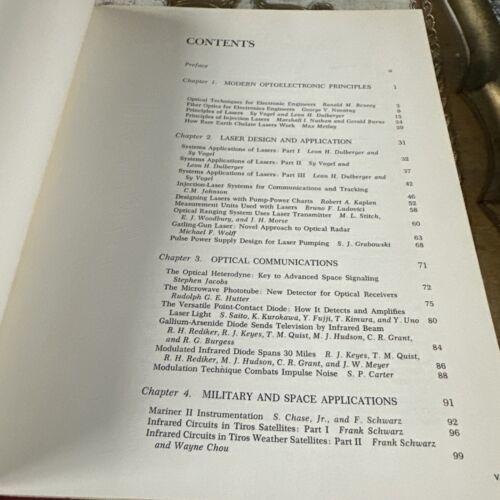 CONTENTS
Preface
Chapter 1. MODERN OPTOELECTRONIC PRINCIPLES 1
Optical Techniques for Electronic Engineers Ronald M. Benrey 2
Fiber Optics for Electronics Engineers George V. Novotny 9
Principles of Lasers Sy Vogel and Leon H. Dulberger 15
Principles of Injection Lasers Marshall I. Nathan and Gerald Burns 24
How Rare Earth Chelate Lasers Work Max Metlay 29
Chapter 2. LASER DESIGN AND APPLICATION 31
Systems Applications of Lasers: Part I Leon H. Dulberger and
Sy Vogel 32
Systems Applications of Lasers: Part II Sy Vogel and
Leon H. Dulberger 37
Systems Applications of Lasers: Part III Leon H. Dulberger and
Sy Vogel 42
Injection-Laser Systems for Communications and Tracking
C.M. Johnson 46
Designing Lasers with Pump-Power Charts Robert A. Kaplan 52
Measurement Units Used with Lasers Bruno F. Ludovici 58
Optical Ranging System Uses Laser Transmitter M. L. Stitch,
E. J. Woodbury, and J. H. Morse 60
Gatling-Gun Laser: Novel Approach to Optical Radar
Michael F. Wolff 63
Pulse Power Supply Design for Laser Pumping S. J. Grabowski 68
Chapter 3. OPTICAL COMMUNICATIONS 71
The Optical Heterodyne: Key to Advanced Space Signaling
Stephen Jacobs 72
The Microwave Phototube: New Detector for Optical Receivers
Rudolph G. E. Hutter 75
The Versatile Point-Contact Diode: How It Detects and Amplifies
Laser Light S. Saito, K. Kurokawa, Y. Fujii, T. Kimura, and Y. Uno 80
Gallium-Arsenide Diode Sends Television by Infrared Beam
R. H. Rediker, R. J. Keyes, T. M. Quist, M. J. Hudson, C. R. Grant,
and R. G. Burgess 84
Modulated Infrared Diode Spans 30 Miles R. J. Keyes, T. M. Quist,
R. H. Rediker, M. J. Hudson, C. R. Grant, and J. W. Meyer 86
Modulation Technique Combats Impulse Noise S. P. Carter 88
Chapter 4. MILITARY AND SPACE APPLICATIONS 91
Mariner II Instrumentation S. Chase, Jr., and F. Schwarz 92
Infrared Circuits in Tiros Satellites: Part I Frank Schwarz 96
Infrared Circuits in Tiros Weather Satellites: Part II Frank Schwarz
and Wayne Chou 99
V